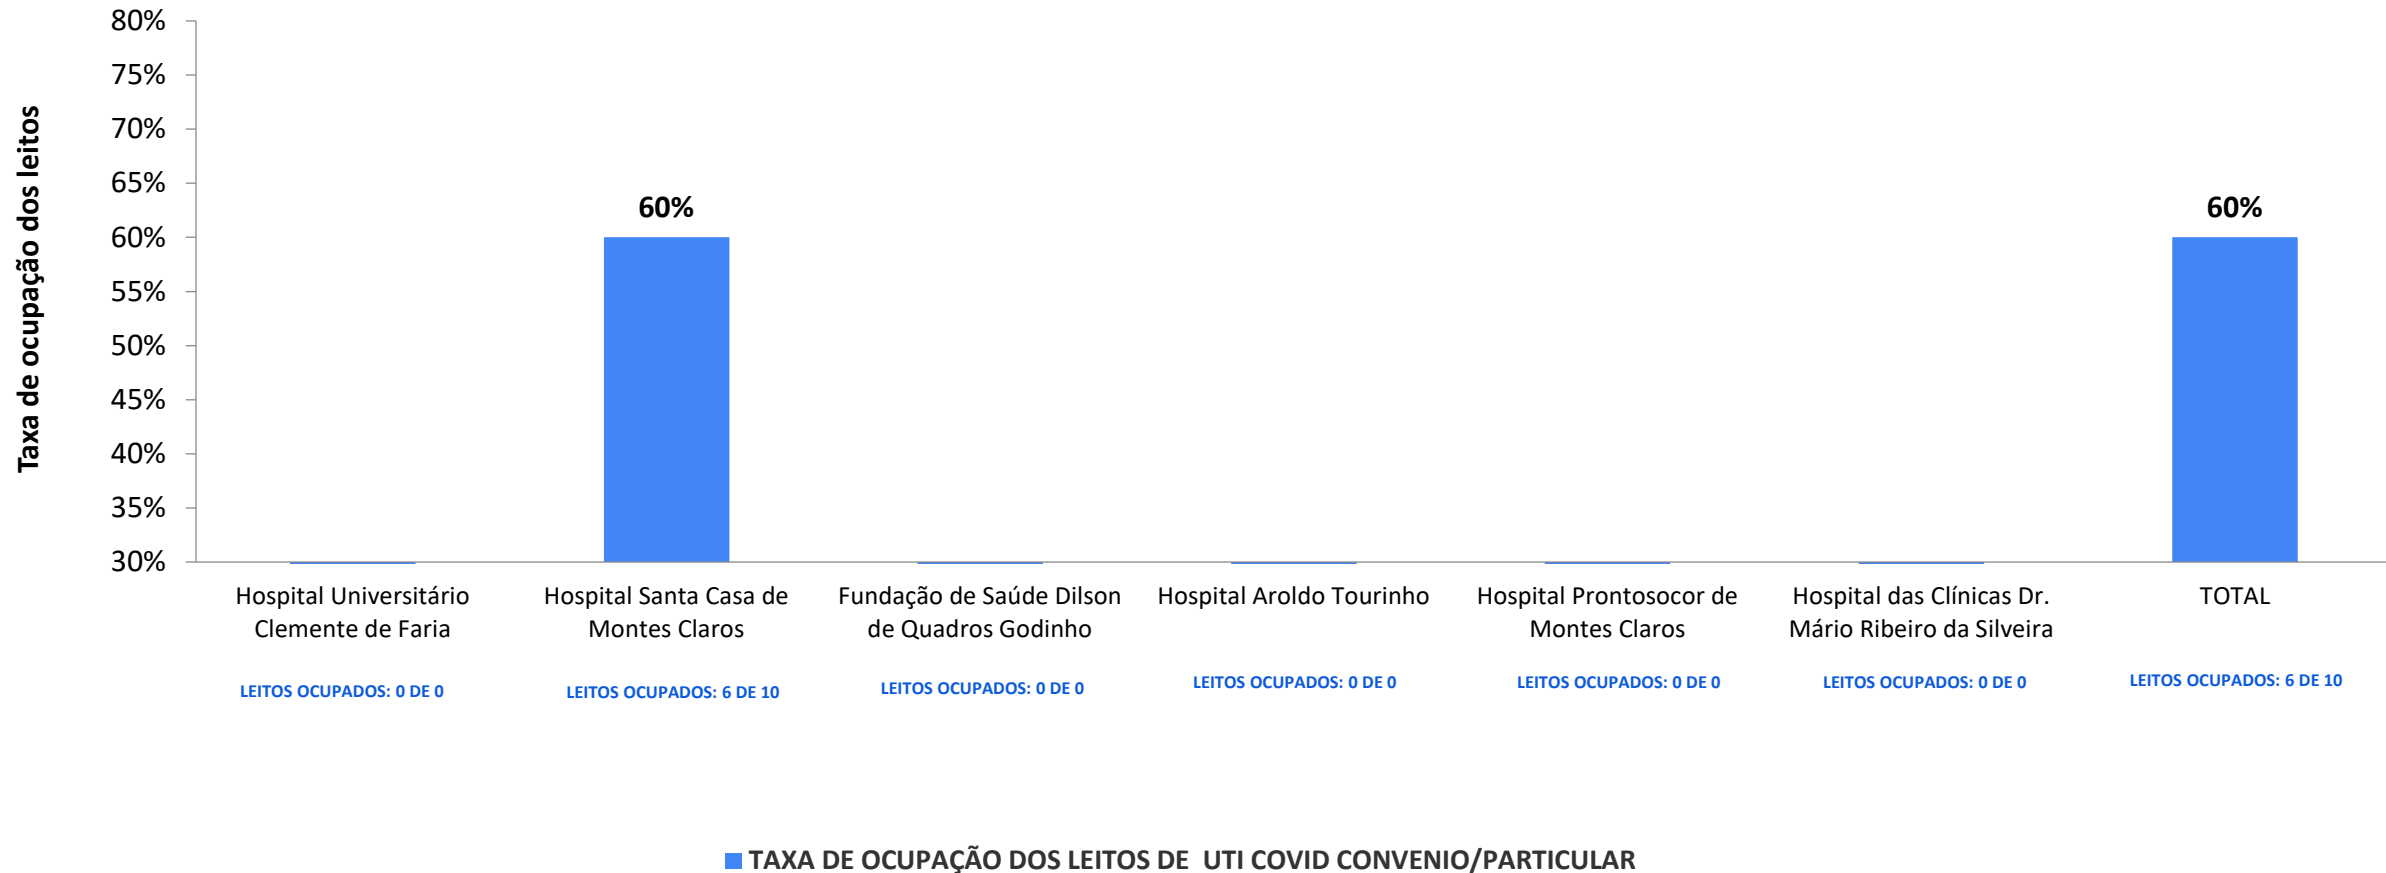 80%
75%
70%
65%
60%
55%
50%
45%
40%
35%
30%
Taxa de ocupação dos leitos
60%
60%
Hospital Universitário
Clemente de Faria
Hospital Santa Casa de
Montes Claros
Fundação de Saúde Dilson
de Quadros Godinho
Hospital Aroldo Tourinho
Hospital Prontosocor de
Montes Claros
Hospital das Clínicas Dr.
Mário Ribeiro da Silveira
TOTAL
LEITOS OCUPADOS: 0 DE 0
LEITOS OCUPADOS: 6 DE 10
LEITOS OCUPADOS: 0 DE 0
LEITOS OCUPADOS: 0 DE 0
LEITOS OCUPADOS: 0 DE 0
LEITOS OCUPADOS: 0 DE 0
LEITOS OCUPADOS: 6 DE 10
TAXA DE OCUPAÇÃO DOS LEITOS DE  UTI COVID CONVENIO/PARTICULAR